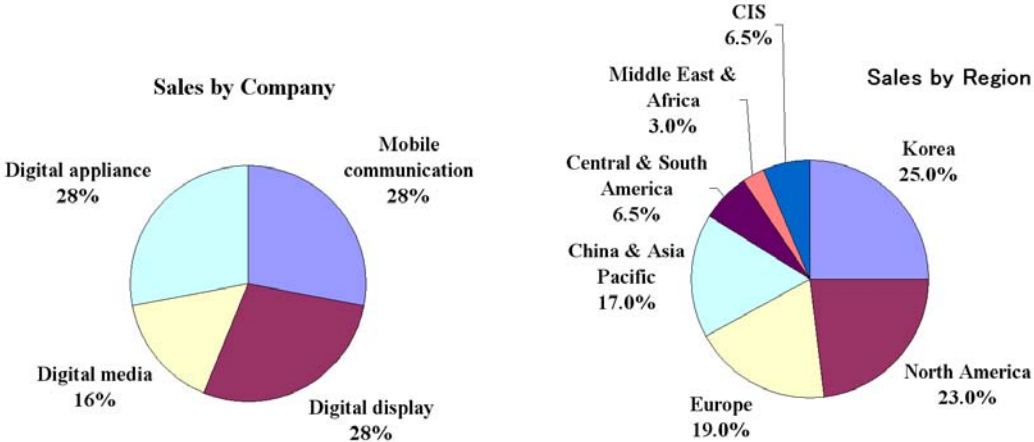 Sales by Company
Mobile
communication
28%
Digital display
28%
Digital media
16%
Digital appliance
28%
Sales by Region
Korea
25.0%
North America
23.0%
Europe
19.0%
China & Asia
Pacific
17.0%
Central & South
America
6.5%
Middle East &
Africa
3.0%
CIS
6.5%